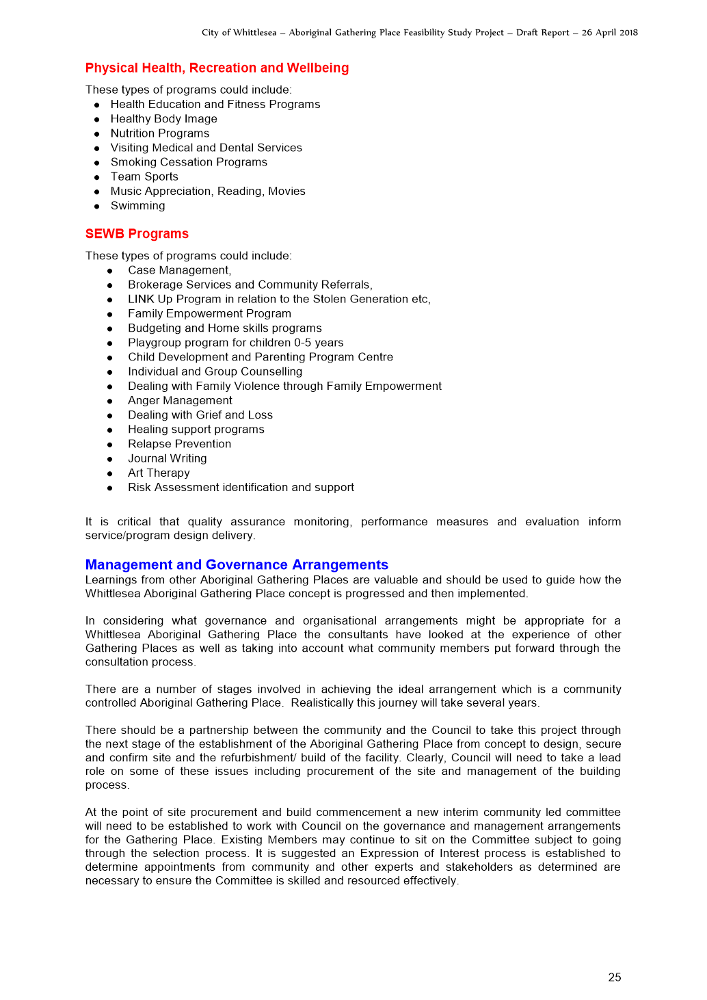 City of Whittlesea – Aboriginal Gathering Place Feasibility Study Project – Draft Report – 26 April 2018
Physical Health, Recreation and Wellbeing
These types of programs could include:
● Health Education and Fitness Programs
● Healthy Body Image
● Nutrition Programs
● Visiting Medical and Dental Services
● Smoking Cessation Programs
● Team Sports
● Music Appreciation, Reading, Movies
● Swimming
SEWB Programs
These types of programs could include:
● Case Management,
● Brokerage Services and Community Referrals,
● LINK Up Program in relation to the Stolen Generation etc,
● Family Empowerment Program
● Budgeting and Home skills programs
● Playgroup program for children 0-5 years
● Child Development and Parenting Program Centre
● Individual and Group Counselling
● Dealing with Family Violence through Family Empowerment
● Anger Management
● Dealing with Grief and Loss
● Healing support programs
● Relapse Prevention
● Journal Writing
● Art Therapy
● Risk Assessment identification and support
It is critical that quality assurance monitoring, performance measures and evaluation inform
service/program design delivery.
Management and Governance Arrangements
Learnings from other Aboriginal Gathering Places are valuable and should be used to guide how the
Whittlesea Aboriginal Gathering Place concept is progressed and then implemented.
In considering what governance and organisational arrangements might be appropriate for a
Whittlesea Aboriginal Gathering Place the consultants have looked at the experience of other
Gathering Places as well as taking into account what community members put forward through the
consultation process.
There are a number of stages involved in achieving the ideal arrangement which is a community
controlled Aboriginal Gathering Place.  Realistically this journey will take several years.
There should be a partnership between the community and the Council to take this project through
the next stage of the establishment of the Aboriginal Gathering Place from concept to design, secure
and confirm site and the refurbishment/ build of the facility. Clearly, Council will need to take a lead
role on some of these issues including procurement of the site and management of the building
process.
At the point of site procurement and build commencement a new interim community led committee
will need to be established to work with Council on the governance and management arrangements
for the Gathering Place. Existing Members may continue to sit on the Committee subject to going
through the selection process. It is suggested an Expression of Interest process is established to
determine appointments from community and other experts and stakeholders as determined are
necessary to ensure the Committee is skilled and resourced effectively.
25